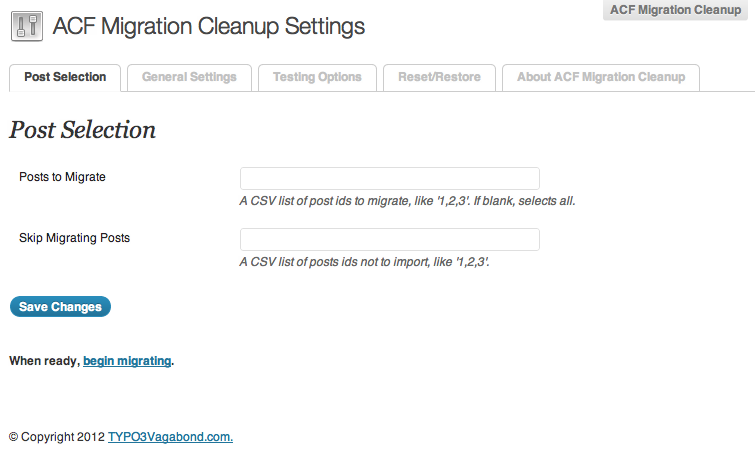 ACF Migration Cleanup
ACF Migration Cleanup Settings
Post Selection
General Settings
Testing Options
Reset/Restore
About ACF Migration Cleanup
Post Selection
Posts to Migrate
A CSV list of post ids to migrate, like '1,2,3'. If blank, selects all.
Skip Migrating Posts
A CSV list of posts ids not to import, like '1,2,3'.
Save Changes
When ready, begin migrating.
© Copyright 2012 TYPO3Vagabond.com.